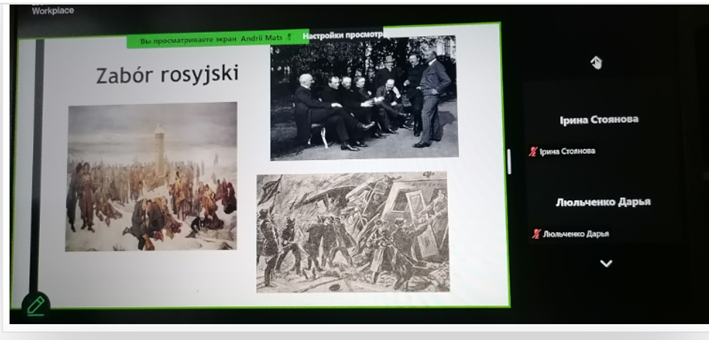 Workplace
Вы просматриваете экран Andrii Mats
Настройки просмотра
Zabór rosyjski
Ірина Стоянова
Ірина Стоянова
Люльченко Дарья
Люльченко Дарья